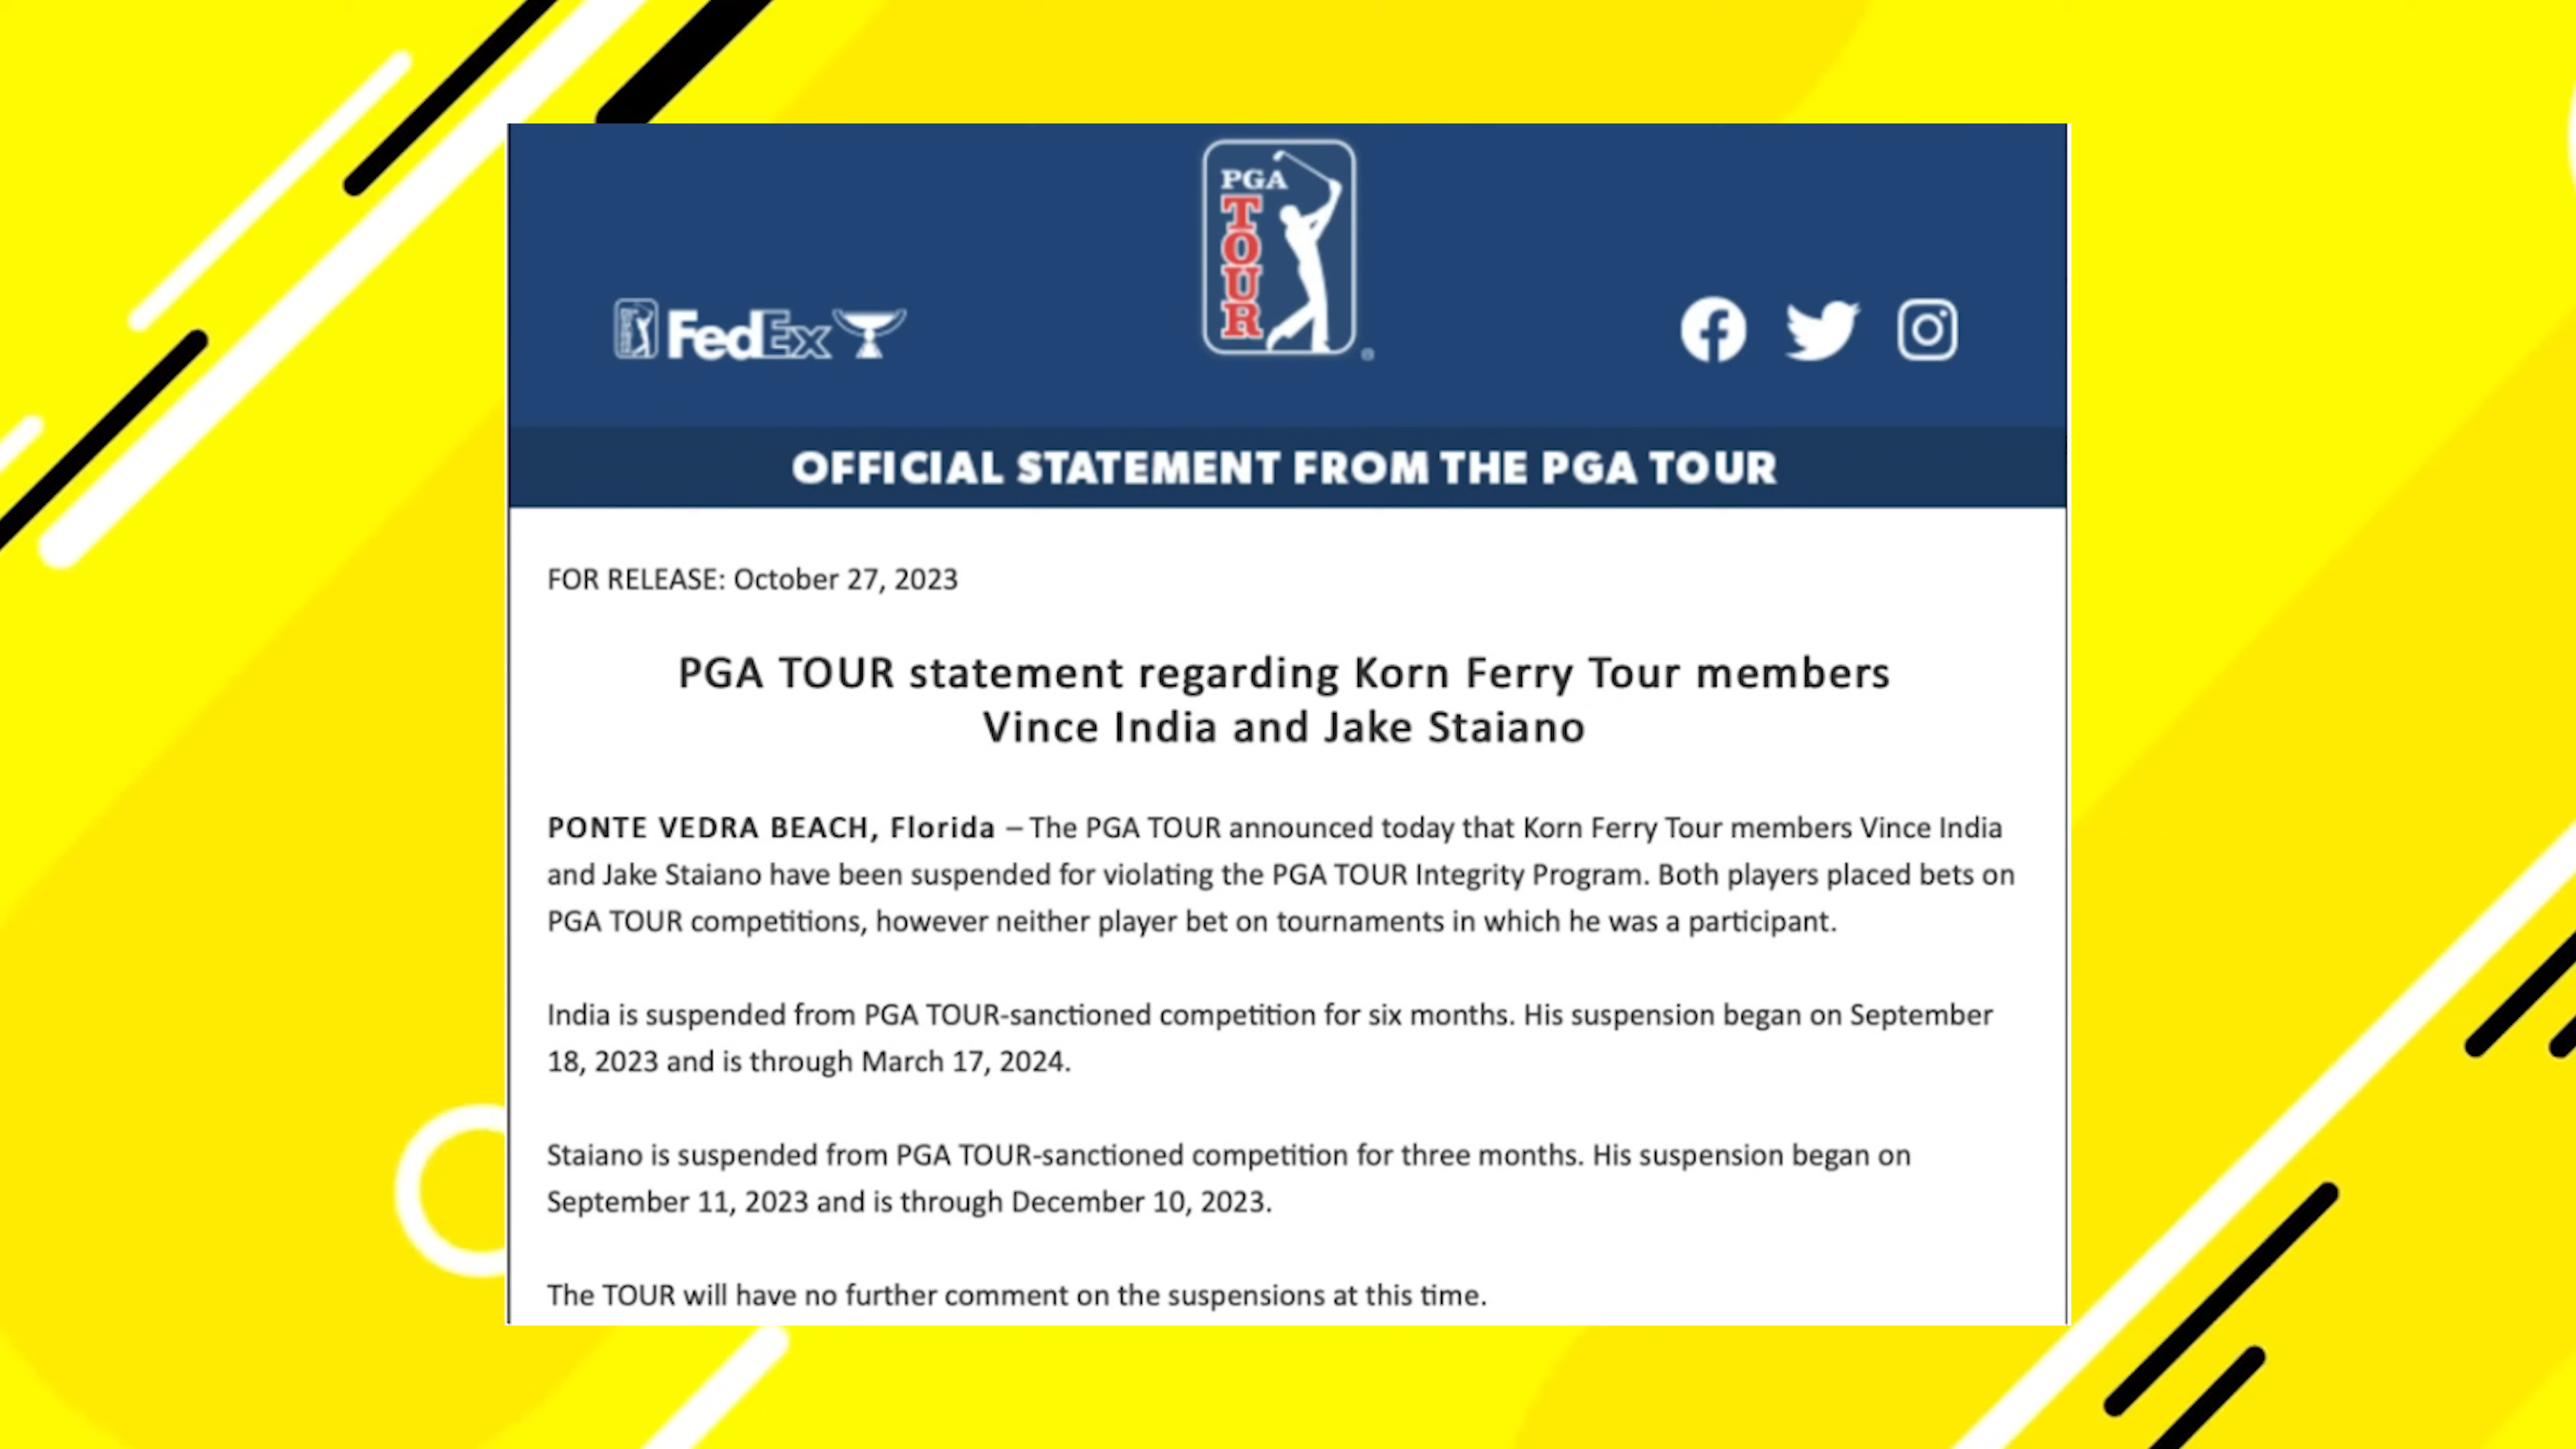 PGA
TOUR
FedEx
OFFICIAL STATEMENT FROM THE PGA TOUR
FOR RELEASE: October 27, 2023
PGA TOUR statement regarding Korn Ferry Tour members
Vince India and Jake Staiano
PONTE VEDRA BEACH, Florida – The PGA TOUR announced today that Korn Ferry Tour members Vince India
and Jake Staiano have been suspended for violating the PGA TOUR Integrity Program. Both players placed bets on
PGA TOUR competitions, however neither player bet on tournaments in which he was a participant.
India is suspended from PGA TOUR-sanctioned competition for six months. His suspension began on September
18, 2023 and is through March 17, 2024.
Staiano is suspended from PGA TOUR-sanctioned competition for three months. His suspension began on
September 11, 2023 and is through December 10, 2023.
The TOUR will have no further comment on the suspensions at this time.